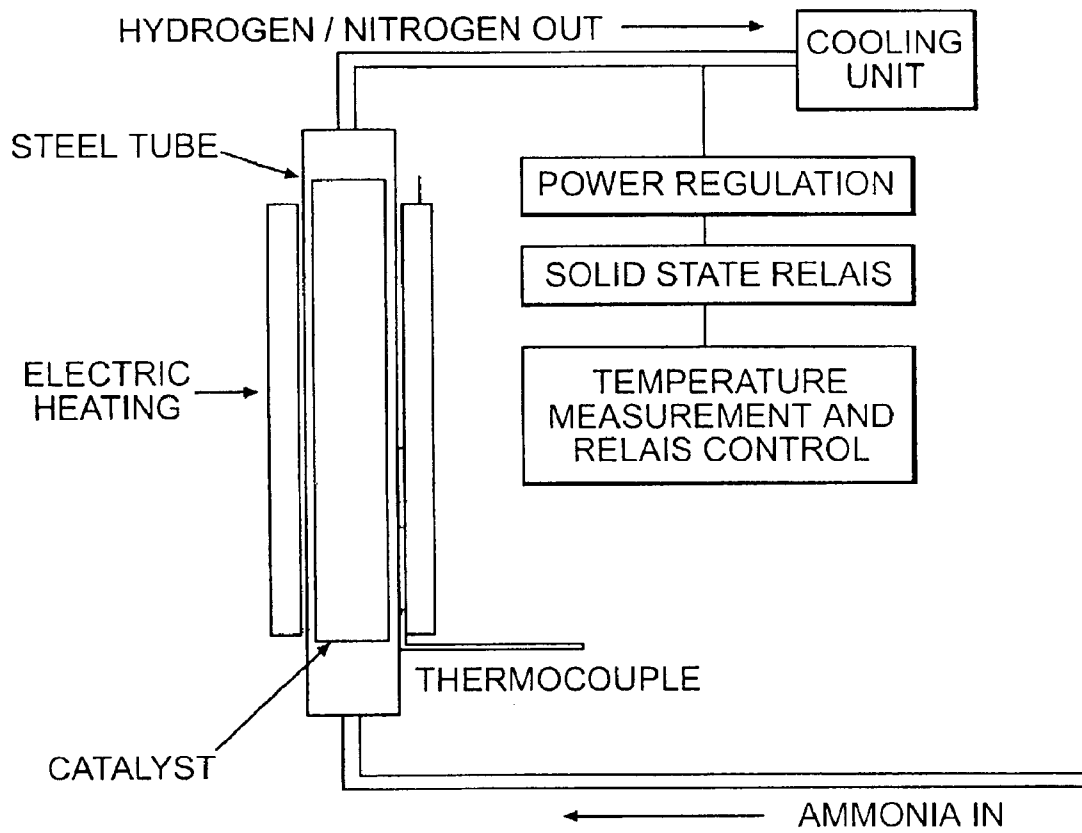 HYDROGEN / NITROGEN OUT
COOLING
UNIT
STEEL TUBE
POWER REGULATION
SOLID STATE RELAIS
ELECTRIC
HEATING
TEMPERATURE
MEASUREMENT AND
RELAIS CONTROL
THERMOCOUPLE
CATALYST
AMMONIA IN